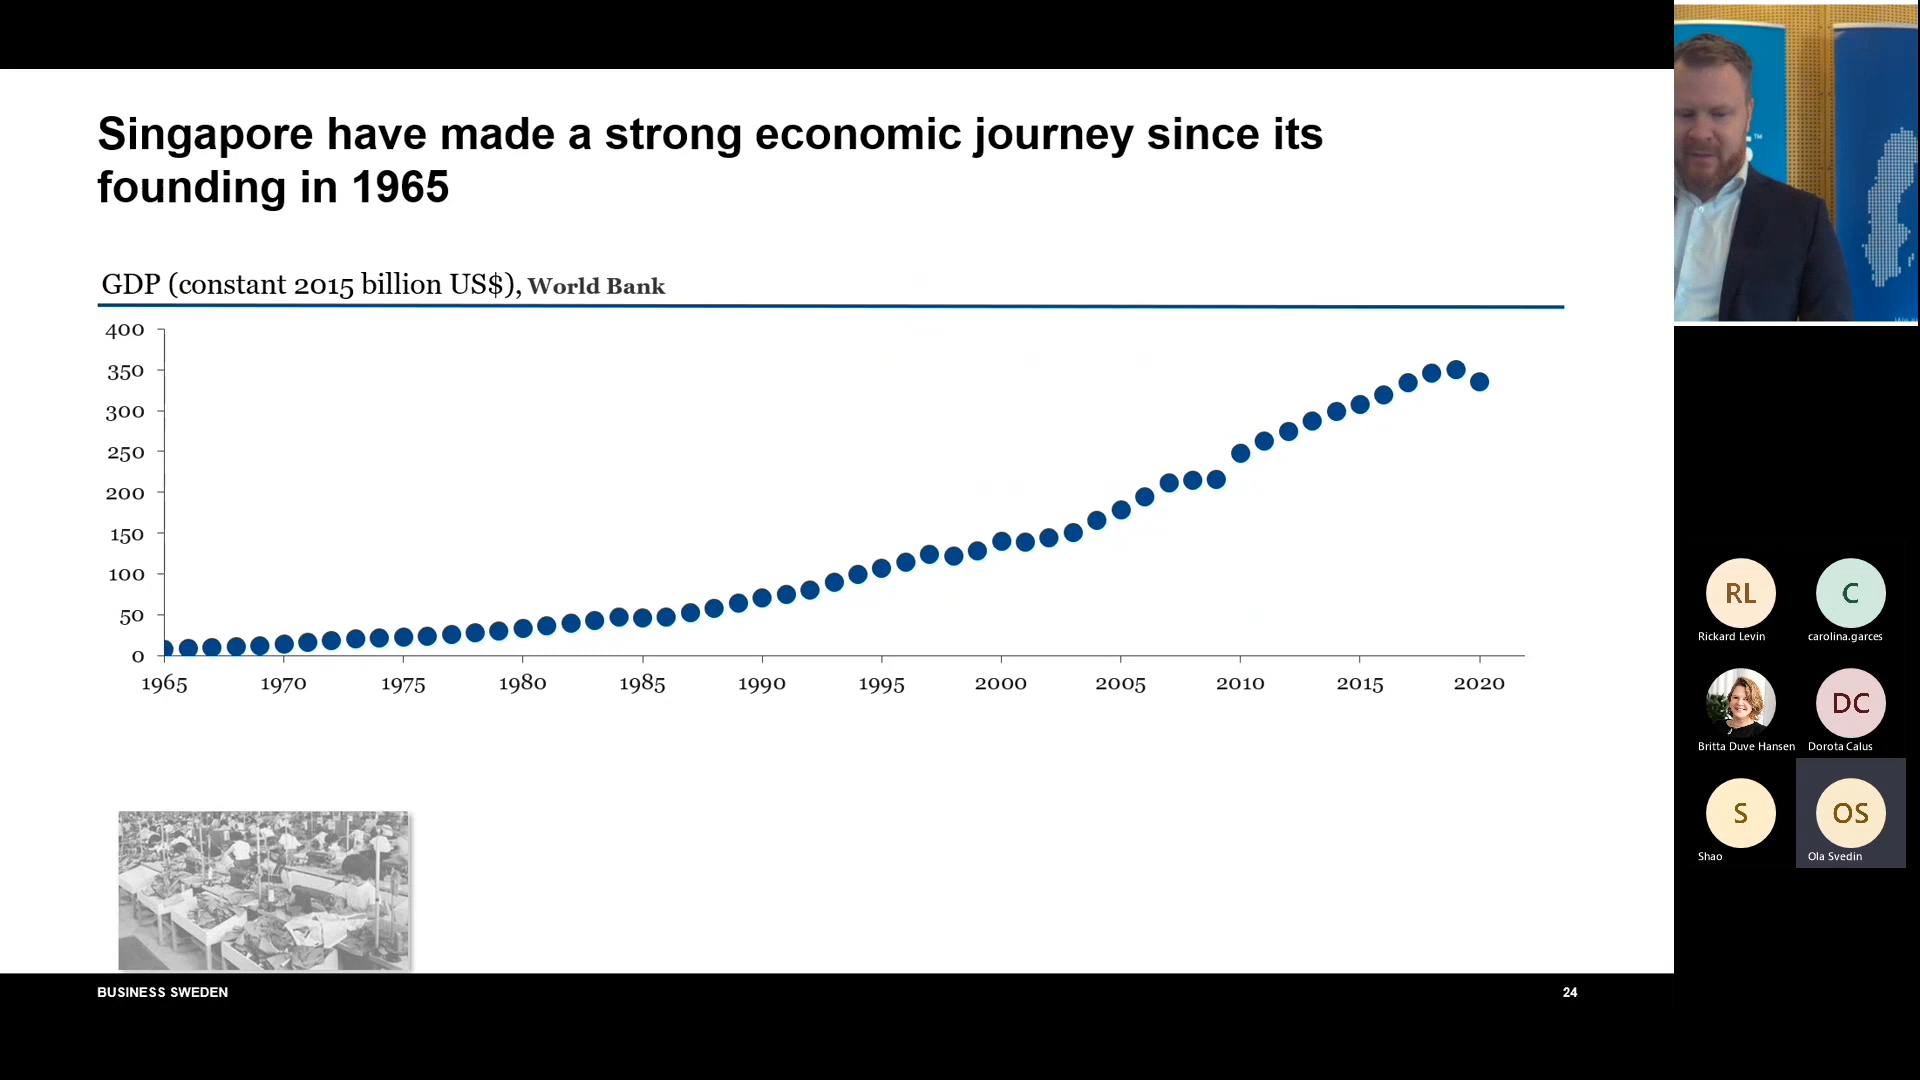 Singapore have made a strong economic journey since its
founding in 1965
GDP (constant 2015 billion US$), World Bank
400
350
300
250
200
150
100
50
0
1965 1970 1975 1980 1985 1990 1995 2000 2005 2010 2015 2020
BUSINESS SWEDEN
24
TM
RL
Rickard Levin
C
carolina.garces
Britta Duve Hansen
DC
Dorota Calus
S
Shao
OS
Ola Svedin